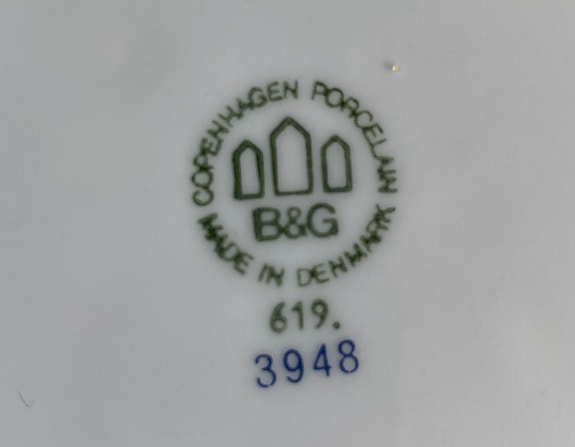 COPENHAGEN PORCELAIN
B&G
MADE IN DENMARK
619.
3948